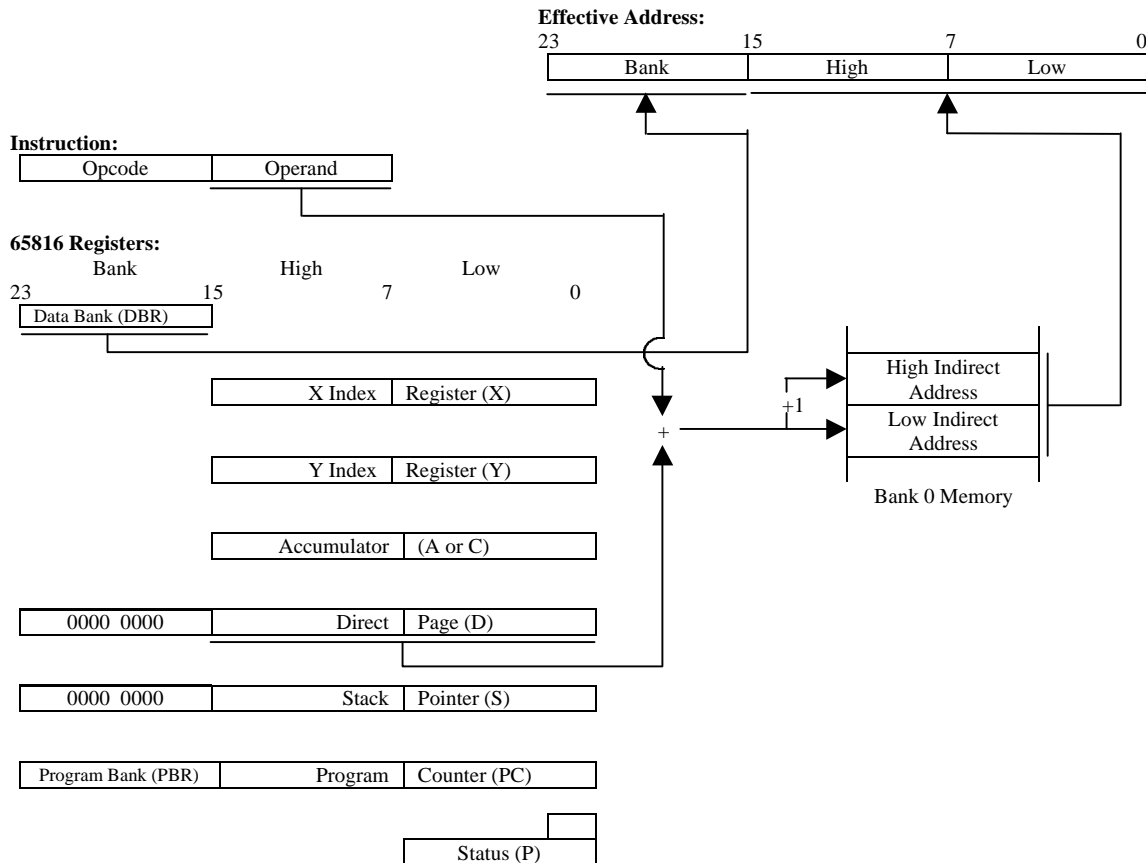 Effective Address:
23 15 7 0
Bank High Low
Instruction:
Opcode Operand
65816 Registers:
Bank High Low
23 15 7 0
Data Bank (DBR)
X Index Register (X)
High Indirect
Address
+1
+
Low Indirect
Address
Y Index Register (Y)
Bank 0 Memory
Accumulator (A or C)
0000 0000 Direct Page (D)
0000 0000 Stack Pointer (S)
Program Bank (PBR) Program Counter (PC)
Status (P)